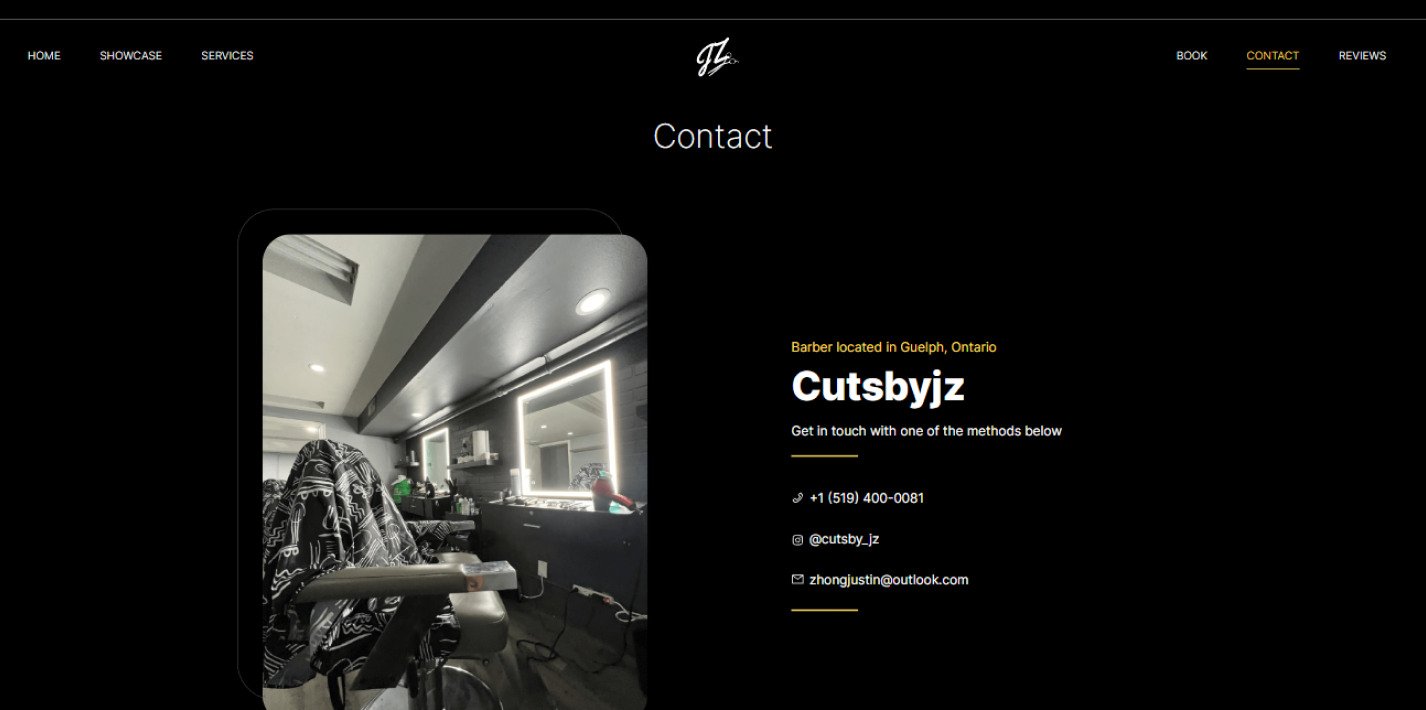 HOME
SHOWCASE
SERVICES
JZ
BOOK
CONTACT
REVIEWS
Contact
Barber located in Guelph, Ontario
Cutsbyjz
Get in touch with one of the methods below
+1 (519) 400-0081
@cutsby_jz
zhongjustin@outlook.com